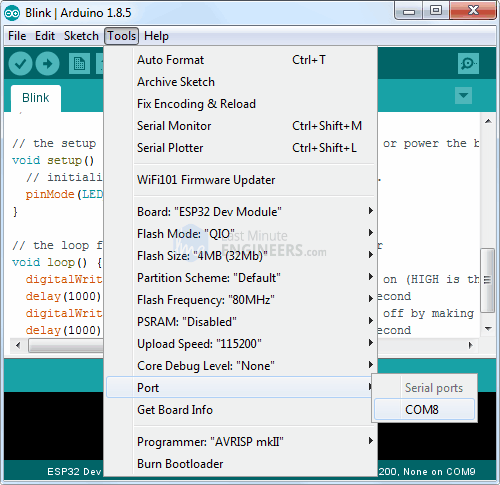 Blink | Arduino 1.8.5
File Edit Sketch Tools Help
Blink
Auto Format Ctrl+T
Archive Sketch
Fix Encoding & Reload
Serial Monitor Ctrl+Shift+M
Serial Plotter Ctrl+Shift+L
WiFi101 Firmware Updater
Board: "ESP32 Dev Module"
Flash Mode: "QIO"
Flash Size: "4MB (32Mb)"
Partition Scheme: "Default"
Flash Frequency: "80MHz"
PSRAM: "Disabled"
Upload Speed: "115200"
Core Debug Level: "None"
Port
Get Board Info
Programmer: "AVRISP mkII"
Burn Bootloader
Serial ports
COM8
// the setup or power the b
void setup()
// initiali .
pinMode(LED
}
// the loop f r
void loop() {
digitalWrit on (HIGH is th
delay(1000) econd
digitalWrit off by making
delay(1000) econd
Last Minute
ENGINEERS.com
ESP32 Dev 200, None on COM9